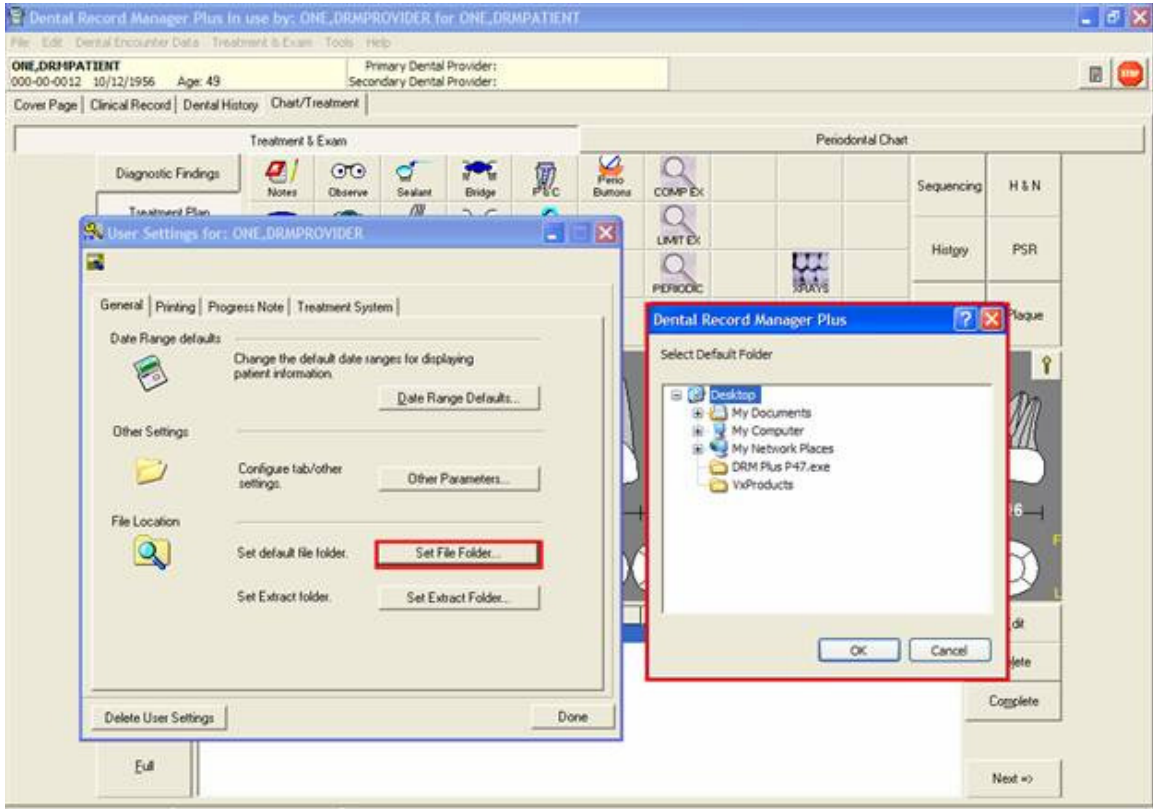 Dental Record Manager Plus in use by: ONE,DRMPROVIDER for ONE,DRMPATIENT
File Edit Dental Encounter Data Treatment & Exam Tools Help
ONE,DRMPATIENT
Primary Dental Provider:
000-00-0012 10/12/1956 Age: 49
Secondary Dental Provider:
STOP
Cover Page Clinical Record Dental History Chart/Treatment
Treatment & Exam
Periodontal Chart
Diagnostic Findings
Treatment Plan
Notes
Observe
Sealant
Bridge
P&C
Perio Buttons
COMP EX
LIMIT EX
PERIODIC
XRAYS
Sequencing
H & N
History
PSR
Plaque
User Settings for: ONE,DRMPROVIDER
General Printing Progress Note Treatment System
Date Range defaults
Change the default date ranges for displaying
patient information.
Date Range Defaults...
Other Settings
Configure tab/other
settings.
Other Parameters...
File Location
Set default file folder.
Set File Folder...
Set Extract folder.
Set Extract Folder...
Delete User Settings
Done
Dental Record Manager Plus
Select Default Folder
Desktop
My Documents
My Computer
My Network Places
DRM Plus P47.exe
VxProducts
OK
Cancel
Complete
Full
Next =>